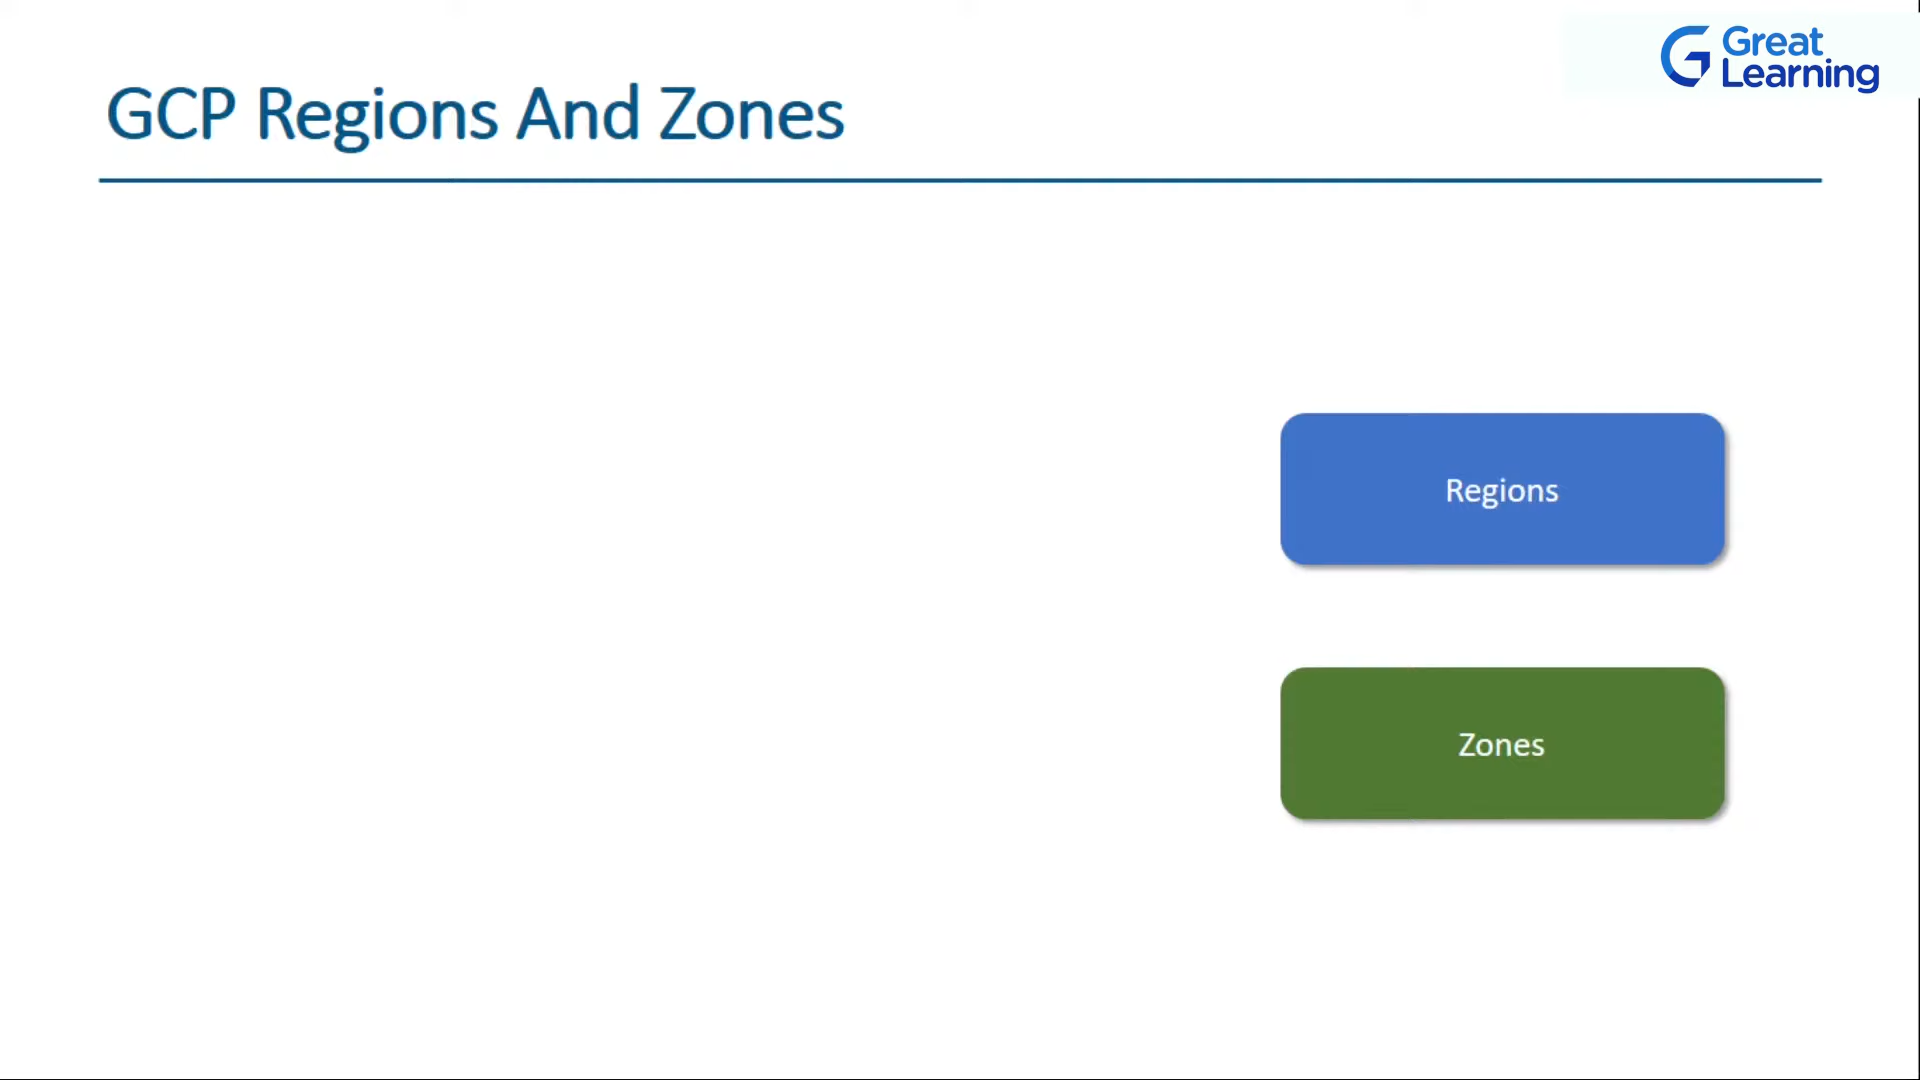 Great
Learning
GCP Regions And Zones
Regions
Zones